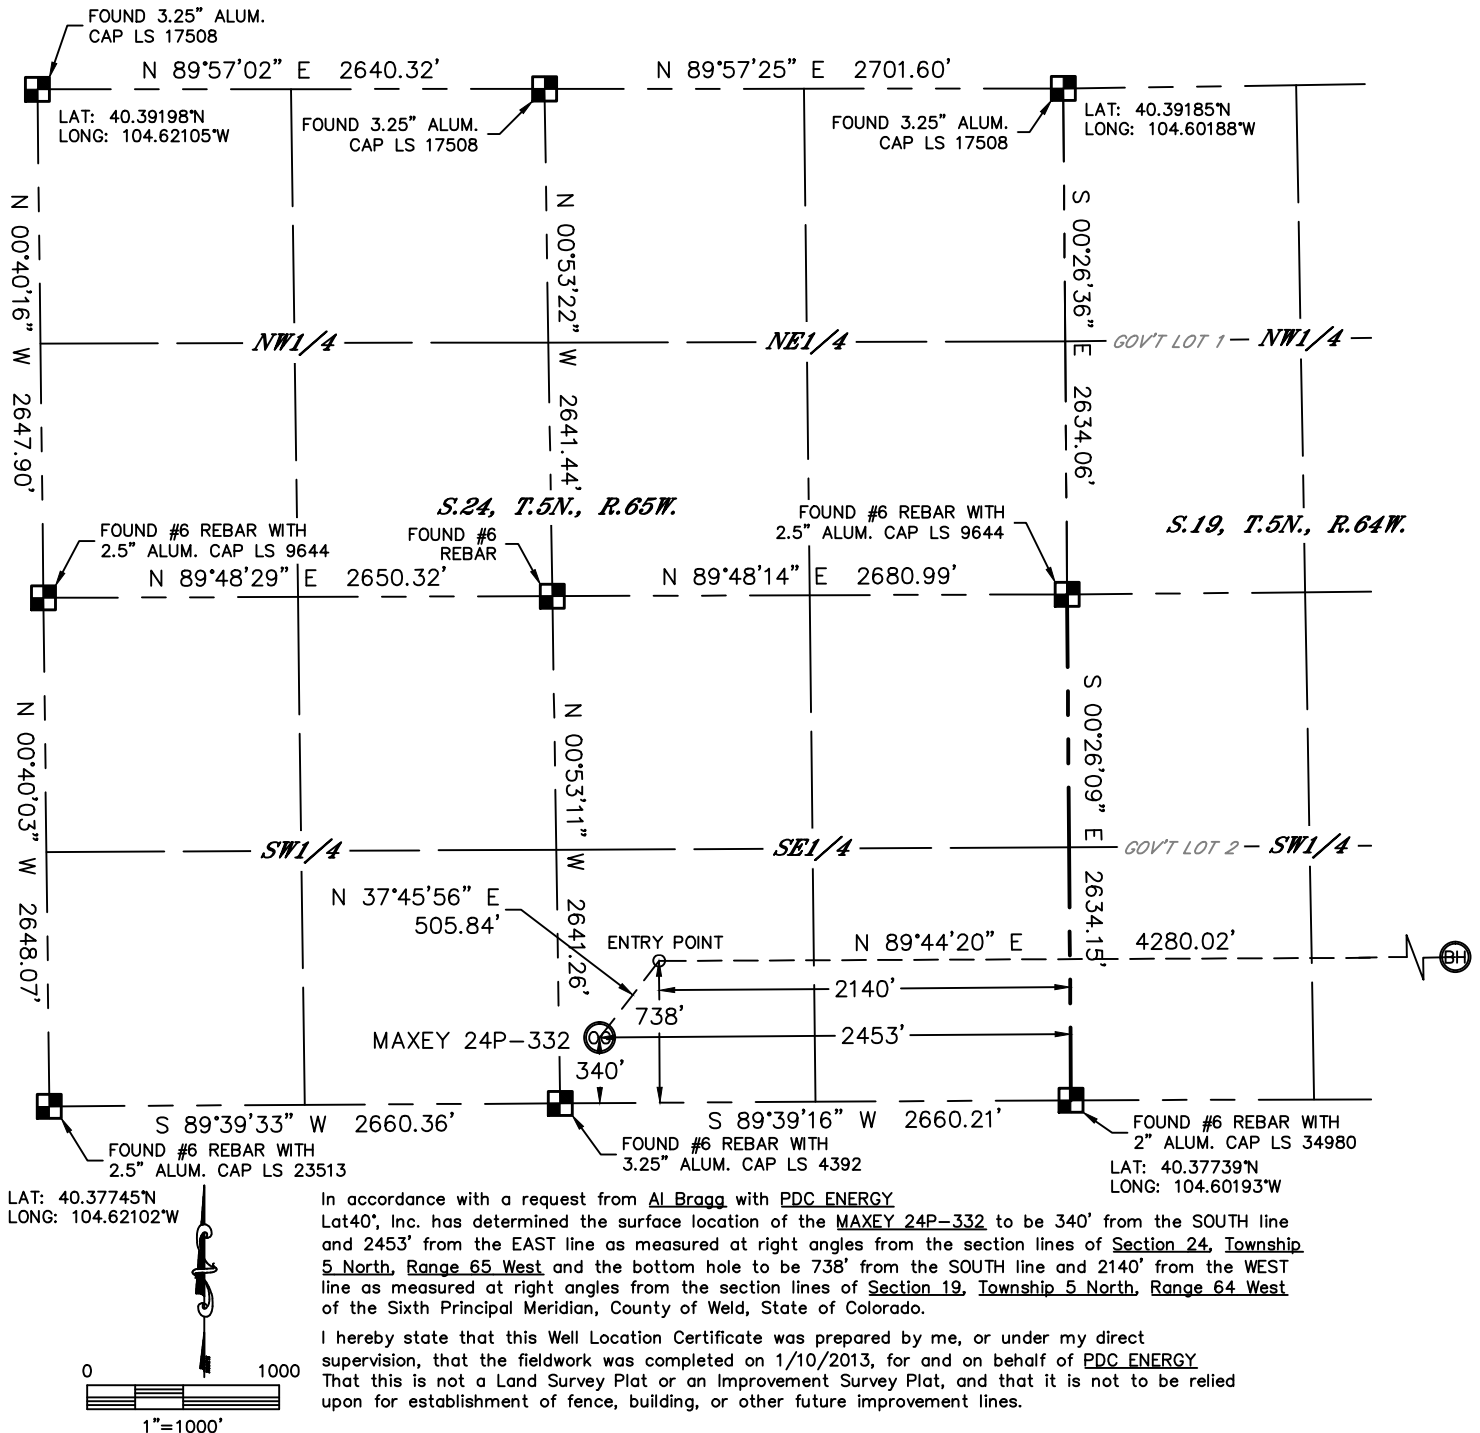 FOUND 3.25" ALUM.
CAP LS 17508
N 89°57'02" E 2640.32'
N 89°57'25" E 2701.60'
LAT: 40.39198°N
LONG: 104.62105°W
FOUND 3.25" ALUM.
CAP LS 17508
FOUND 3.25" ALUM.
CAP LS 17508
LAT: 40.39185°N
LONG: 104.60188°W
N 00°40'16" W 2647.90'
N 00°53'22" W 2641.44'
S 00°26'36" E 2634.06'
NW1/4
NE1/4
GOV'T LOT 1
NW1/4
S.24, T.5N., R.65W.
S.19, T.5N., R.64W.
FOUND #6 REBAR WITH
2.5" ALUM. CAP LS 9644
FOUND #6
REBAR
FOUND #6 REBAR WITH
2.5" ALUM. CAP LS 9644
N 89°48'29" E 2650.32'
N 89°48'14" E 2680.99'
N 00°40'03" W 2648.07'
N 00°53'11" W 2641.26'
S 00°26'09" E 2634.15'
SW1/4
SE1/4
GOV'T LOT 2
SW1/4
N 37°45'56" E
505.84'
ENTRY POINT
N 89°44'20" E 4280.02'
BH
2140'
738'
MAXEY 24P-332
OG
2453'
340'
S 89°39'33" W 2660.36'
S 89°39'16" W 2660.21'
FOUND #6 REBAR WITH
2.5" ALUM. CAP LS 23513
FOUND #6 REBAR WITH
3.25" ALUM. CAP LS 4392
FOUND #6 REBAR WITH
2" ALUM. CAP LS 34980
LAT: 40.37739°N
LONG: 104.60193°W
LAT: 40.37745°N
LONG: 104.62102°W
In accordance with a request from Al Bragg with PDC ENERGY
Lat40°, Inc. has determined the surface location of the MAXEY 24P-332 to be 340' from the SOUTH line
and 2453' from the EAST line as measured at right angles from the section lines of Section 24, Township
5 North, Range 65 West and the bottom hole to be 738' from the SOUTH line and 2140' from the WEST
line as measured at right angles from the section lines of Section 19, Township 5 North, Range 64 West
of the Sixth Principal Meridian, County of Weld, State of Colorado.
I hereby state that this Well Location Certificate was prepared by me, or under my direct
supervision, that the fieldwork was completed on 1/10/2013, for and on behalf of PDC ENERGY
That this is not a Land Survey Plat or an Improvement Survey Plat, and that it is not to be relied
upon for establishment of fence, building, or other future improvement lines.
0 1000
1"=1000'